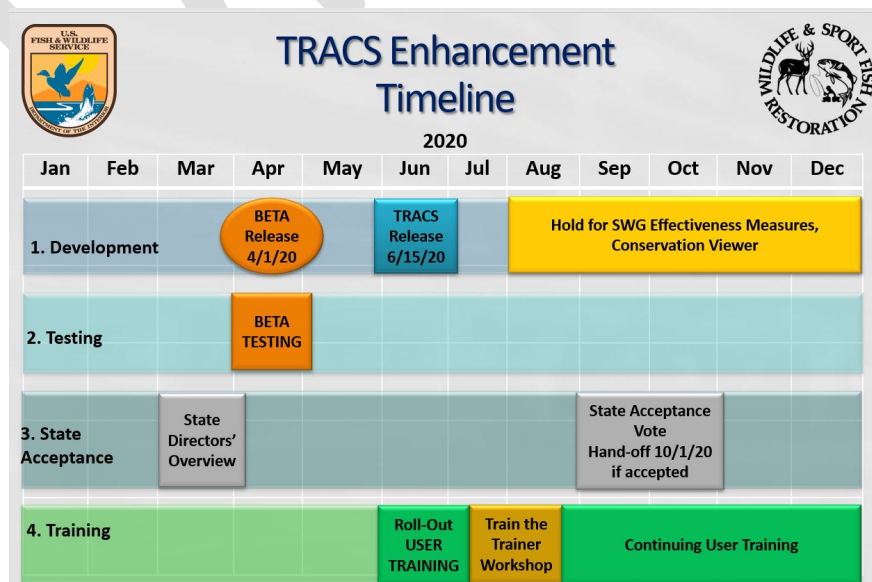 U.S.
FISH & WILDLIFE
SERVICE
DEPARTMENT OF THE INTERIOR
TRACS Enhancement
Timeline
WILDLIFE & SPORT FISH
RESTORATION
2020
Jan Feb Mar Apr May Jun Jul Aug Sep Oct Nov Dec
1. Development
BETA
Release
4/1/20
TRACS
Release
6/15/20
Hold for SWG Effectiveness Measures,
Conservation Viewer
2. Testing
BETA
TESTING
3. State
Acceptance
State
Directors’
Overview
State Acceptance
Vote
Hand-off 10/1/20
if accepted
4. Training
Roll-Out
USER
TRAINING
Train the
Trainer
Workshop
Continuing User Training